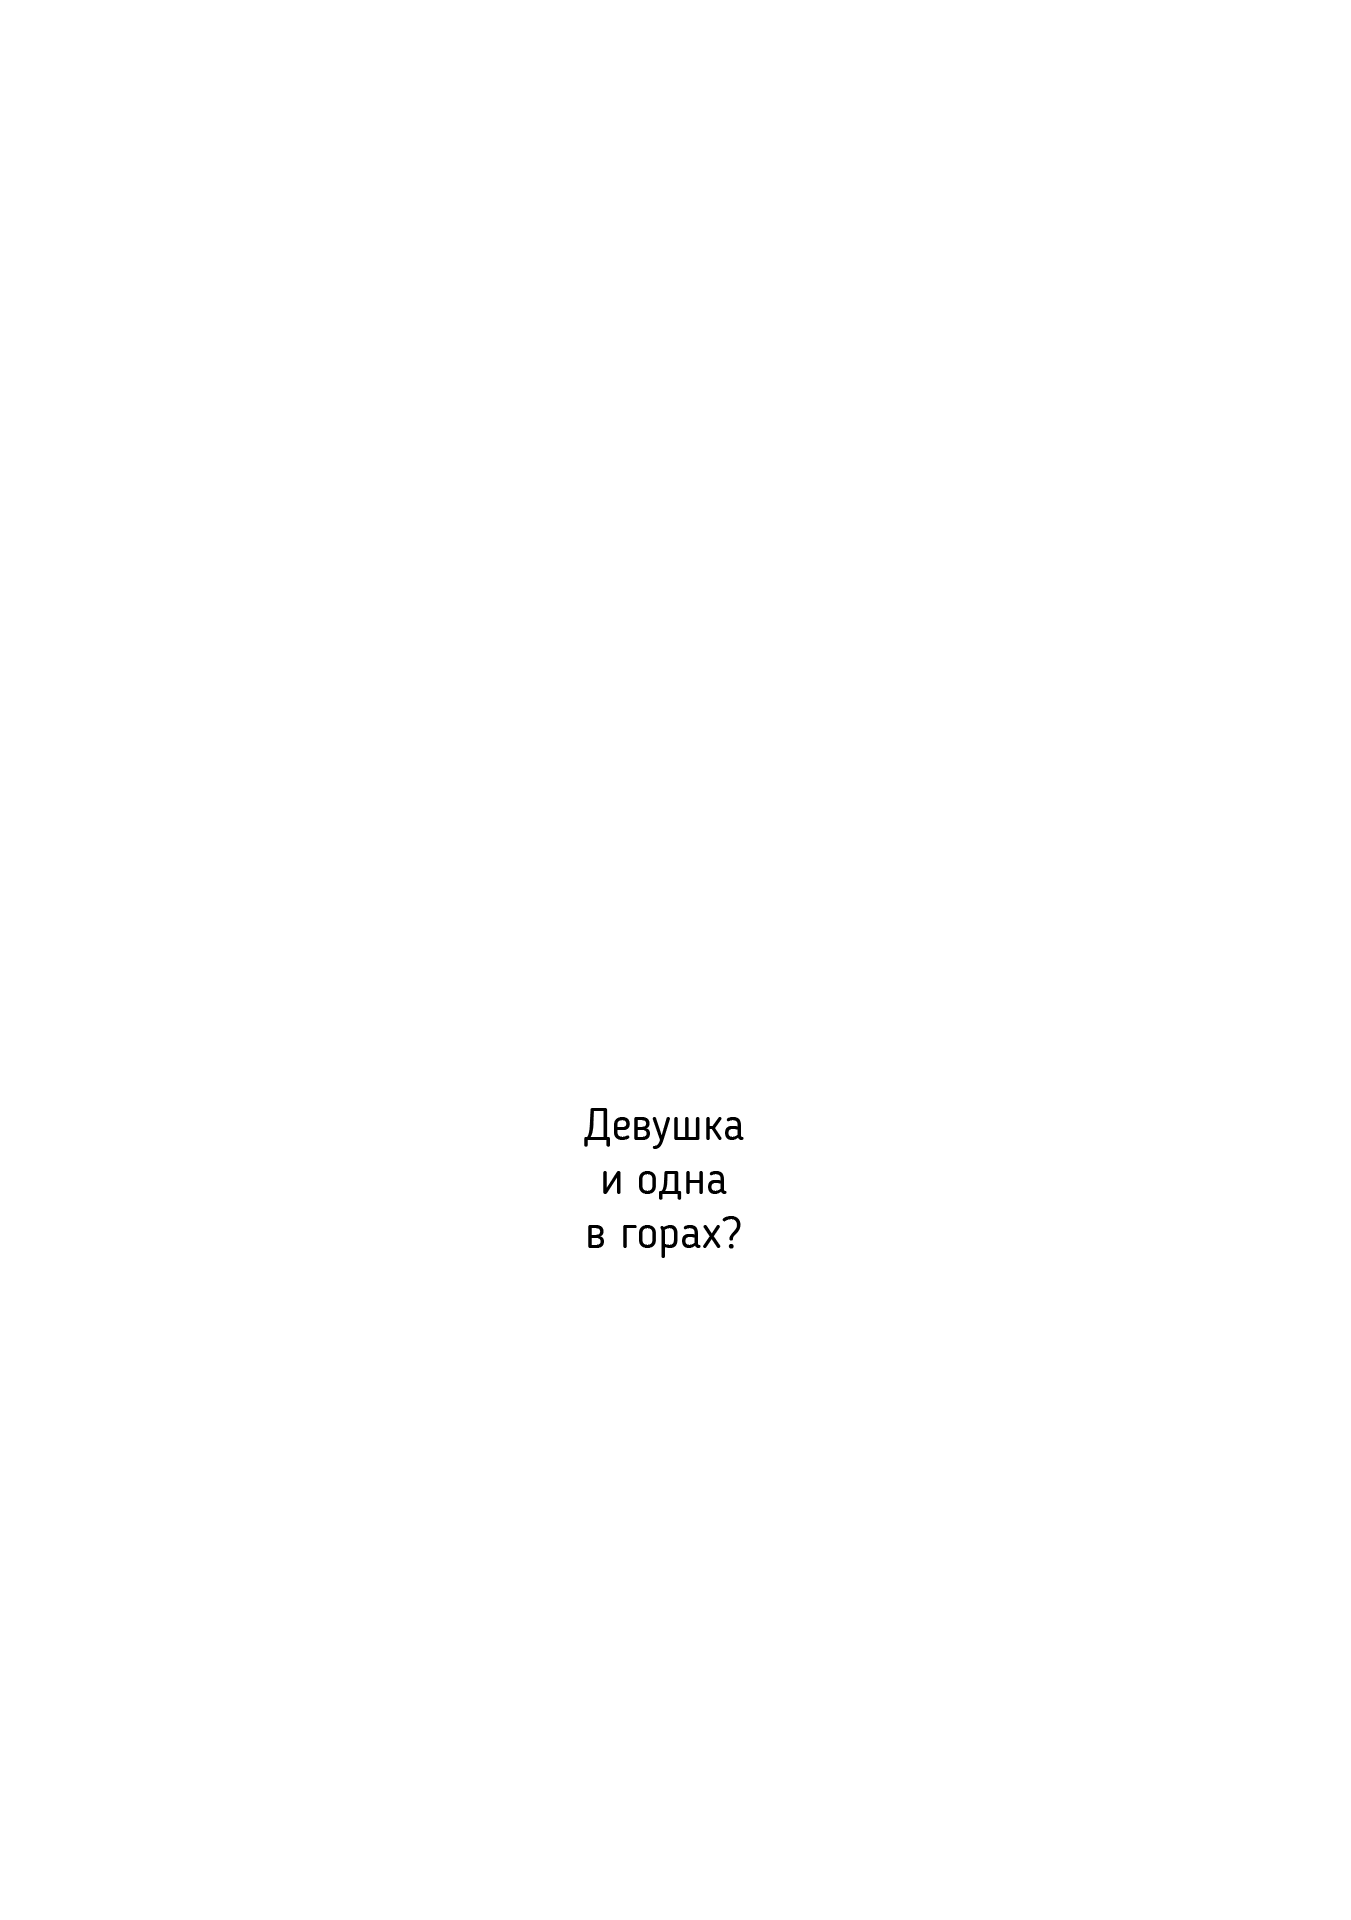 Девушка
и одна
в горах?